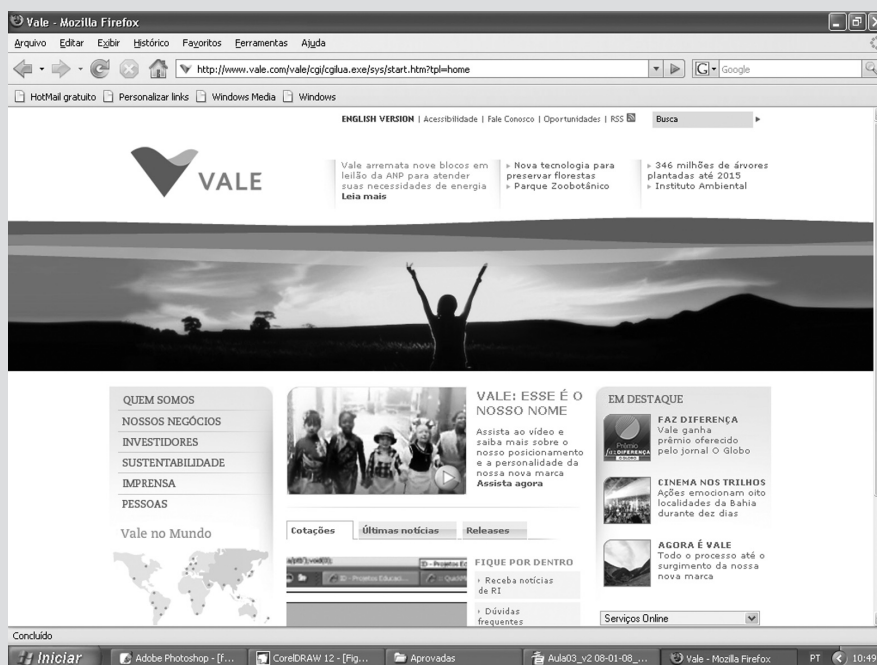 Vale - Mozilla Firefox
Arquivo Editar Exibir Histórico Favoritos Ferramentas Ajuda
http://www.vale.com/vale/cgi/cgilua.exe/sys/start.htm?tpl=home
G Google
HotMail gratuito Personalizar links Windows Media Windows
ENGLISH VERSION | Acessibilidade | Fale Conosco | Oportunidades | RSS
Busca
VALE
Vale arremata nove blocos em
leilão da ANP para atender
suas necessidades de energia
Leia mais
Nova tecnologia para
preservar florestas
Parque Zoobotânico
346 milhões de árvores
plantadas até 2015
Instituto Ambiental
QUEM SOMOS
NOSSOS NEGÓCIOS
INVESTIDORES
SUSTENTABILIDADE
IMPRENSA
PESSOAS
Vale no Mundo
VALE: ESSE É O
NOSSO NOME
Assista ao vídeo e
saiba mais sobre o
nosso posicionamento
e a personalidade da
nossa nova marca
Assista agora
Cotações Últimas notícias Releases
FIQUE POR DENTRO
Receba notícias
de RI
Dúvidas
frequentes
EM DESTAQUE
Prêmio
faz DIFERENÇA
O GLOBO
FAZ DIFERENÇA
Vale ganha
prêmio oferecido
pelo jornal O Globo
CINEMA NOS TRILHOS
Ações emocionam oito
localidades da Bahia
durante dez dias
AGORA É VALE
Todo o processo até o
surgimento da nossa
nova marca
Serviços Online
Concluído
Iniciar Adobe Photoshop - [f... CorelDRAW 12 - [Fig... Aprovadas Aula03_v2 08-01-08_... Vale - Mozilla Firefox PT 10:49